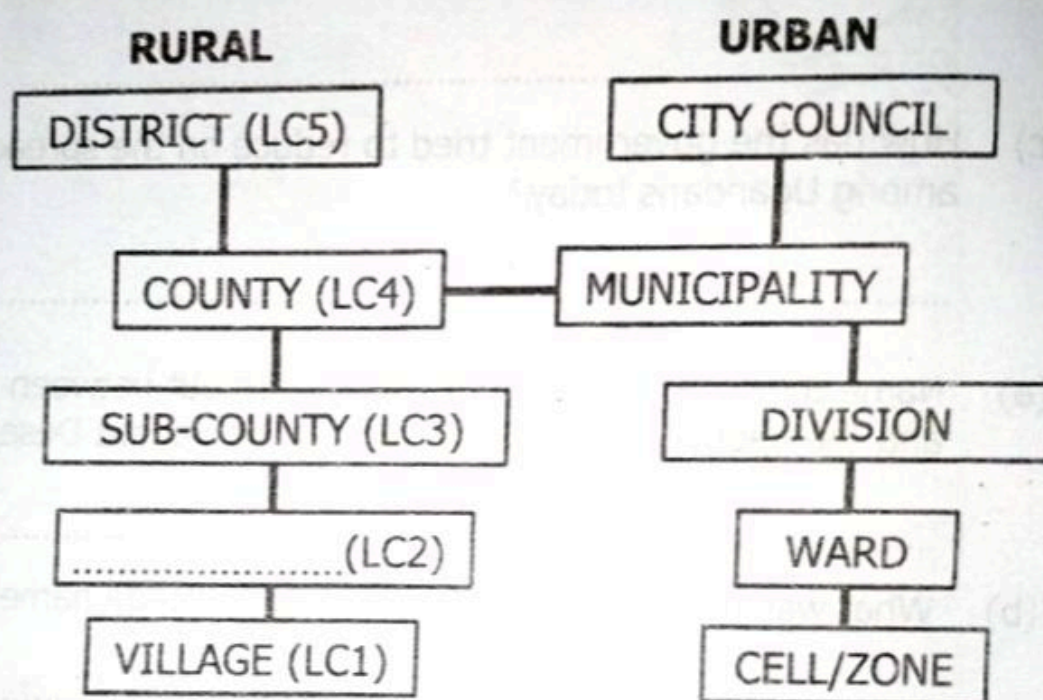 RURAL
URBAN
DISTRICT (LC5)
CITY COUNCIL
COUNTY (LC4)
MUNICIPALITY
SUB-COUNTY (LC3)
DIVISION
........................(LC2)
WARD
VILLAGE (LC1)
CELL/ZONE